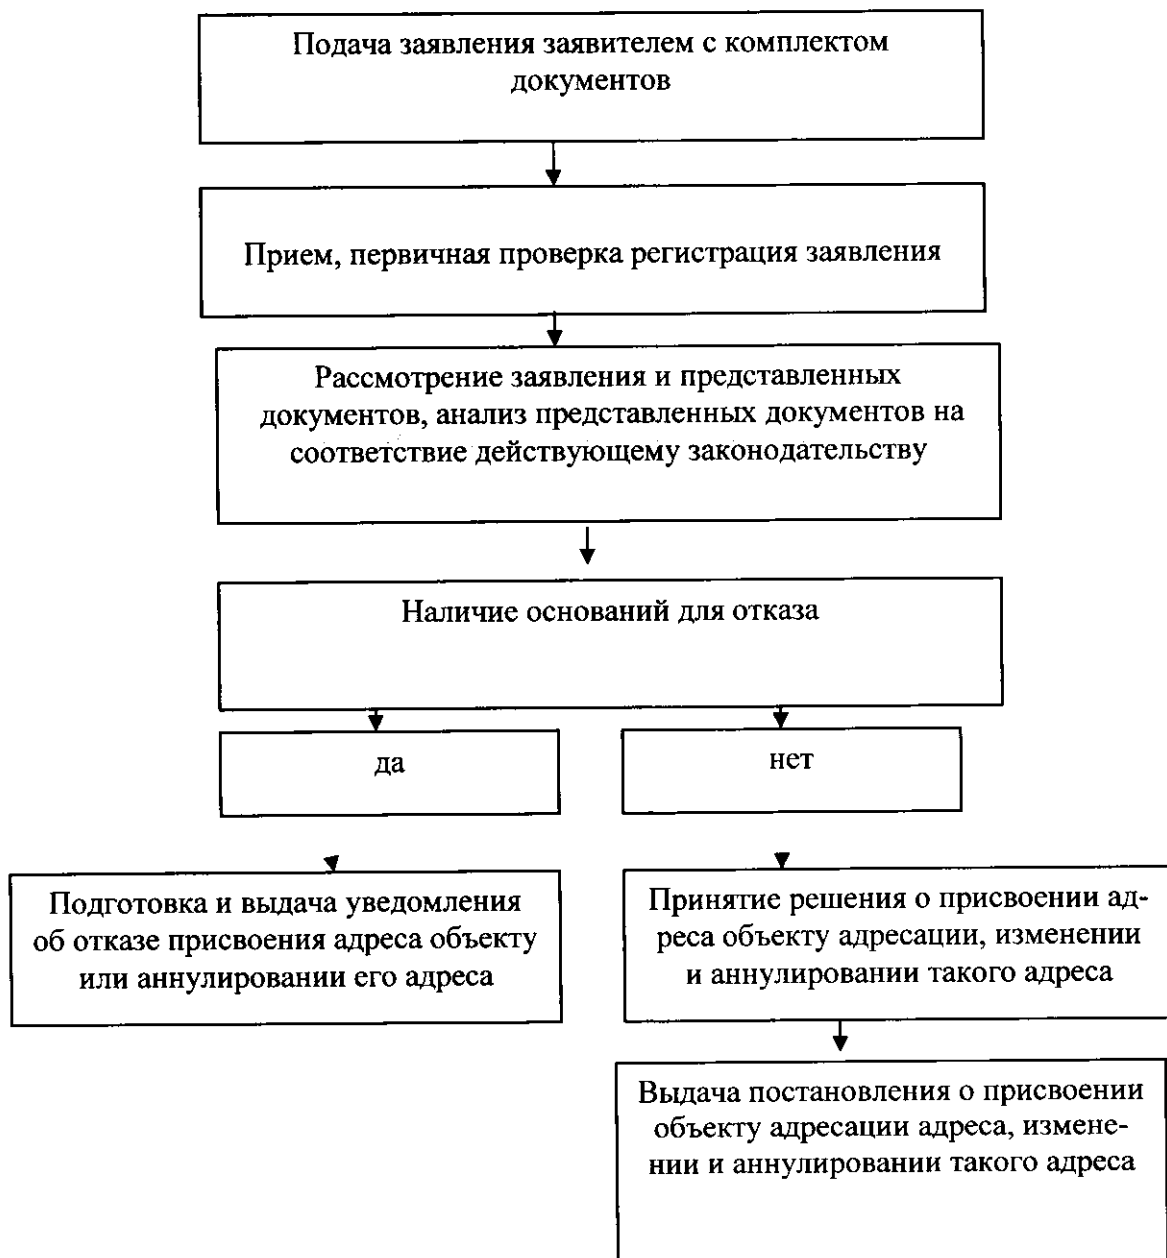 Подача заявления заявителем с комплектом
документов
Прием, первичная проверка регистрация заявления
Рассмотрение заявления и представленных
документов, анализ представленных документов на
соответствие действующему законодательству
Наличие оснований для отказа
да
нет
Подготовка и выдача уведомления
об отказе присвоения адреса объекту
или аннулировании его адреса
Принятие решения о присвоении ад-
реса объекту адресации, изменении
и аннулировании такого адреса
Выдача постановления о присвоении
объекту адресации адреса, измене-
нии и аннулировании такого адреса